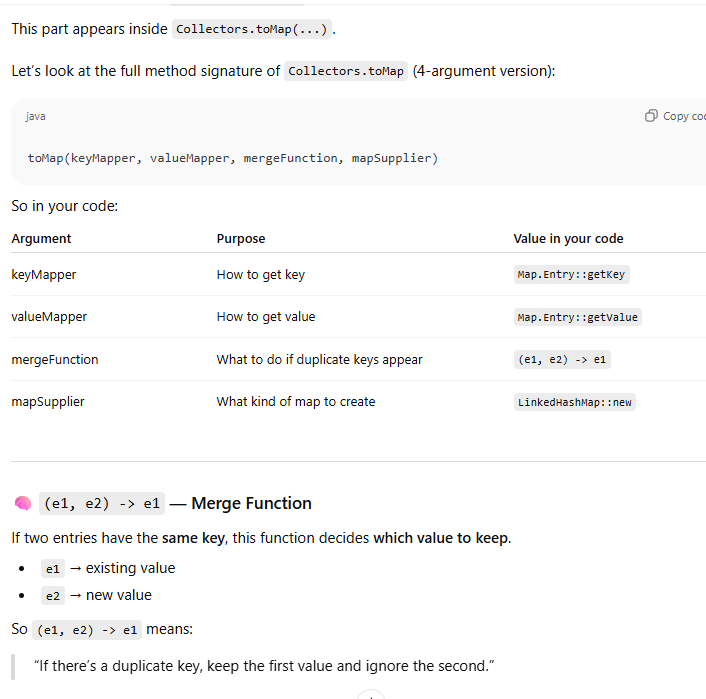 This part appears inside Collectors.toMap(...).
Let's look at the full method signature of Collectors.toMap (4-argument version):
java
Copy coo
toMap(keyMapper, valueMapper, mergeFunction, mapSupplier)
So in your code:
Argument Purpose Value in your code
keyMapper How to get key Map.Entry::getKey
valueMapper How to get value Map.Entry::getValue
mergeFunction What to do if duplicate keys appear (e1, e2) -> e1
mapSupplier What kind of map to create LinkedHashMap::new
(e1, e2) -> e1 — Merge Function
If two entries have the same key, this function decides which value to keep.
• e1 → existing value
• e2 → new value
So (e1, e2) -> e1 means:
“If there's a duplicate key, keep the first value and ignore the second.”